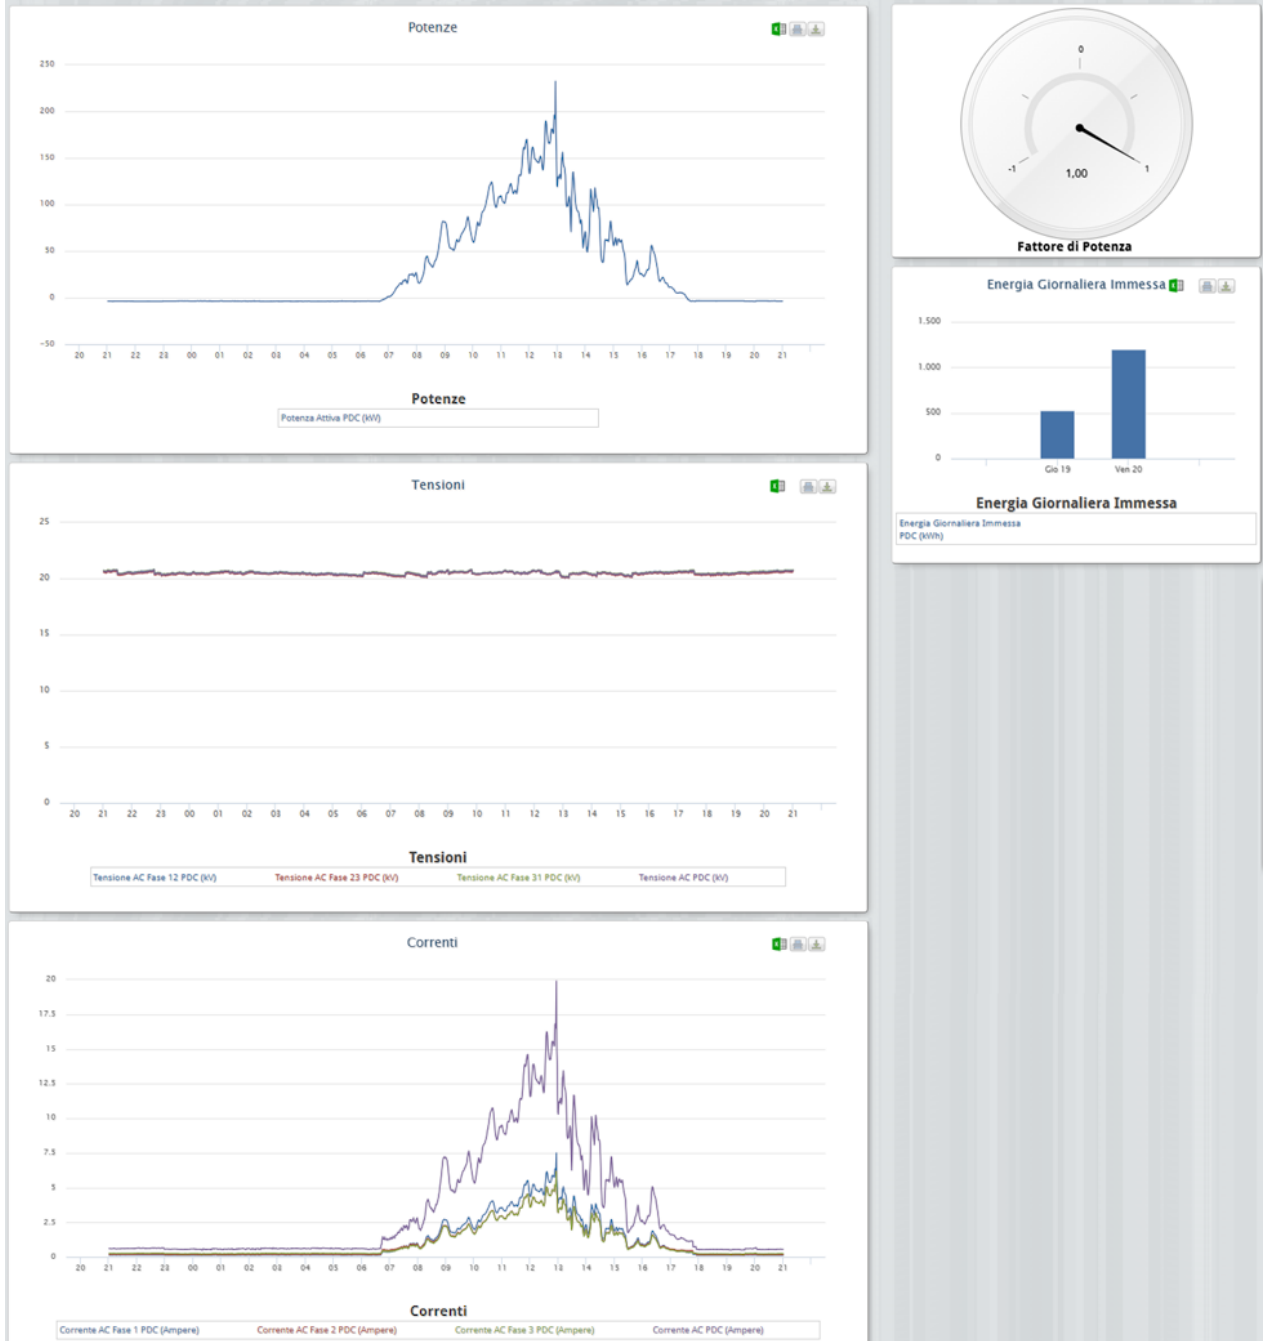 Potenze
250
200
150
100
50
0
-50
20 21 22 23 00 01 02 03 04 05 06 07 08 09 10 11 12 13 14 15 16 17 18 19 20 21
Potenze
Potenza Attiva PDC (kW)
0
-1
1
1,00
Fattore di Potenza
Energia Giornaliera Immessa
1.500
1.000
500
0
Gio 19 Ven 20
Energia Giornaliera Immessa
Energia Giornaliera Immessa
PDC (kWh)
Tensioni
25
20
15
10
5
0
20 21 22 23 00 01 02 03 04 05 06 07 08 09 10 11 12 13 14 15 16 17 18 19 20 21
Tensioni
Tensione AC Fase 12 PDC (kV) Tensione AC Fase 23 PDC (kV) Tensione AC Fase 31 PDC (kV) Tensione AC PDC (kV)
Correnti
20
17.5
15
12.5
10
7.5
5
2.5
0
20 21 22 23 00 01 02 03 04 05 06 07 08 09 10 11 12 13 14 15 16 17 18 19 20 21
Correnti
Corrente AC Fase 1 PDC (Ampere) Corrente AC Fase 2 PDC (Ampere) Corrente AC Fase 3 PDC (Ampere) Corrente AC PDC (Ampere)